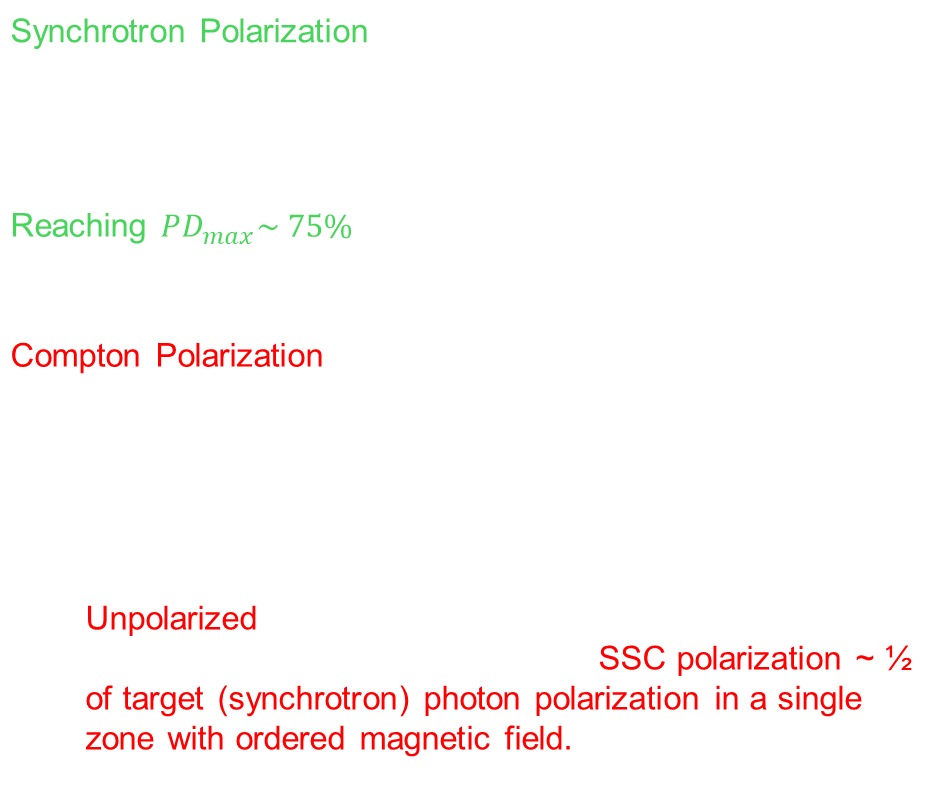 Synchrotron Polarization
Reaching 𝑃𝐷𝑚𝑎𝑥~ 75%
Compton Polarization
Unpolarized
SSC polarization ~ ½
of target (synchrotron) photon polarization in a single
zone with ordered magnetic field.